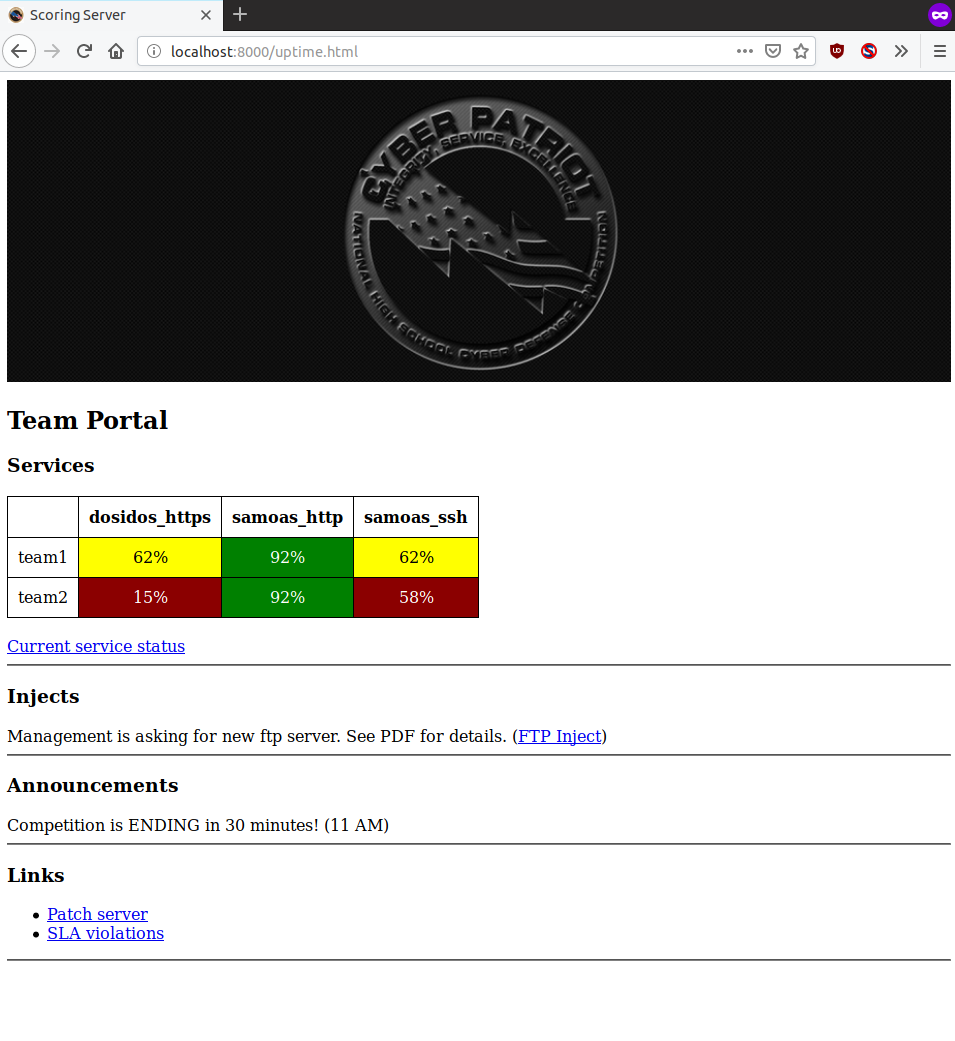 Scoring Server
localhost:8000/uptime.html
CYBER PATRIOT
INTEGRITY, SERVICE, EXCELLENCE
NATIONAL HIGH SCHOOL CYBER DEFENSE COMPETITION
Team Portal
Services
dosidos_https samoas_http samoas_ssh
team1 62% 92% 62%
team2 15% 92% 58%
Current service status
Injects
Management is asking for new ftp server. See PDF for details. (FTP Inject)
Announcements
Competition is ENDING in 30 minutes! (11 AM)
Links
Patch server
SLA violations